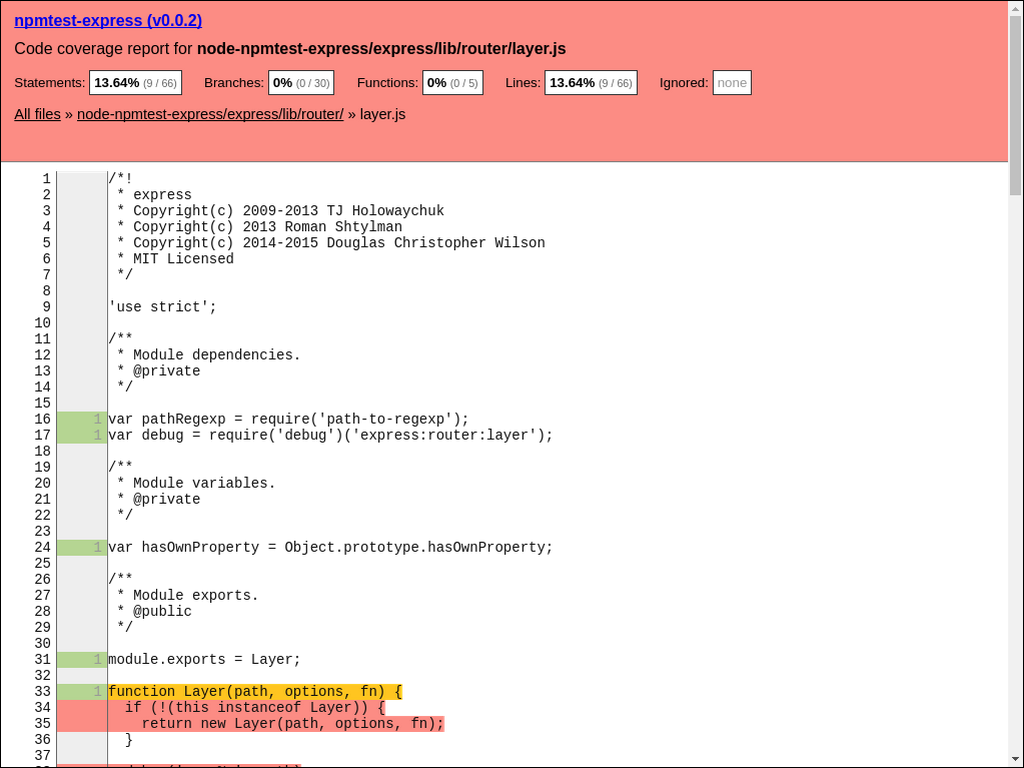 npmtest-express (v0.0.2)
Code coverage report for node-npmtest-express/express/lib/router/layer.js
Statements: 13.64% (9 / 66) Branches: 0% (0 / 30) Functions: 0% (0 / 5) Lines: 13.64% (9 / 66) Ignored: none
All files » node-npmtest-express/express/lib/router/ » layer.js
1 /*!
2  * express
3  * Copyright(c) 2009-2013 TJ Holowaychuk
4  * Copyright(c) 2013 Roman Shtylman
5  * Copyright(c) 2014-2015 Douglas Christopher Wilson
6  * MIT Licensed
7  */
8
9 'use strict';
10
11 /**
12  * Module dependencies.
13  * @private
14  */
15
16 1 var pathRegexp = require('path-to-regexp');
17 1 var debug = require('debug')('express:router:layer');
18
19 /**
20  * Module variables.
21  * @private
22  */
23
24 1 var hasOwnProperty = Object.prototype.hasOwnProperty;
25
26 /**
27  * Module exports.
28  * @public
29  */
30
31 1 module.exports = Layer;
32
33 1 function Layer(path, options, fn) {
34   if (!(this instanceof Layer)) {
35     return new Layer(path, options, fn);
36   }
37